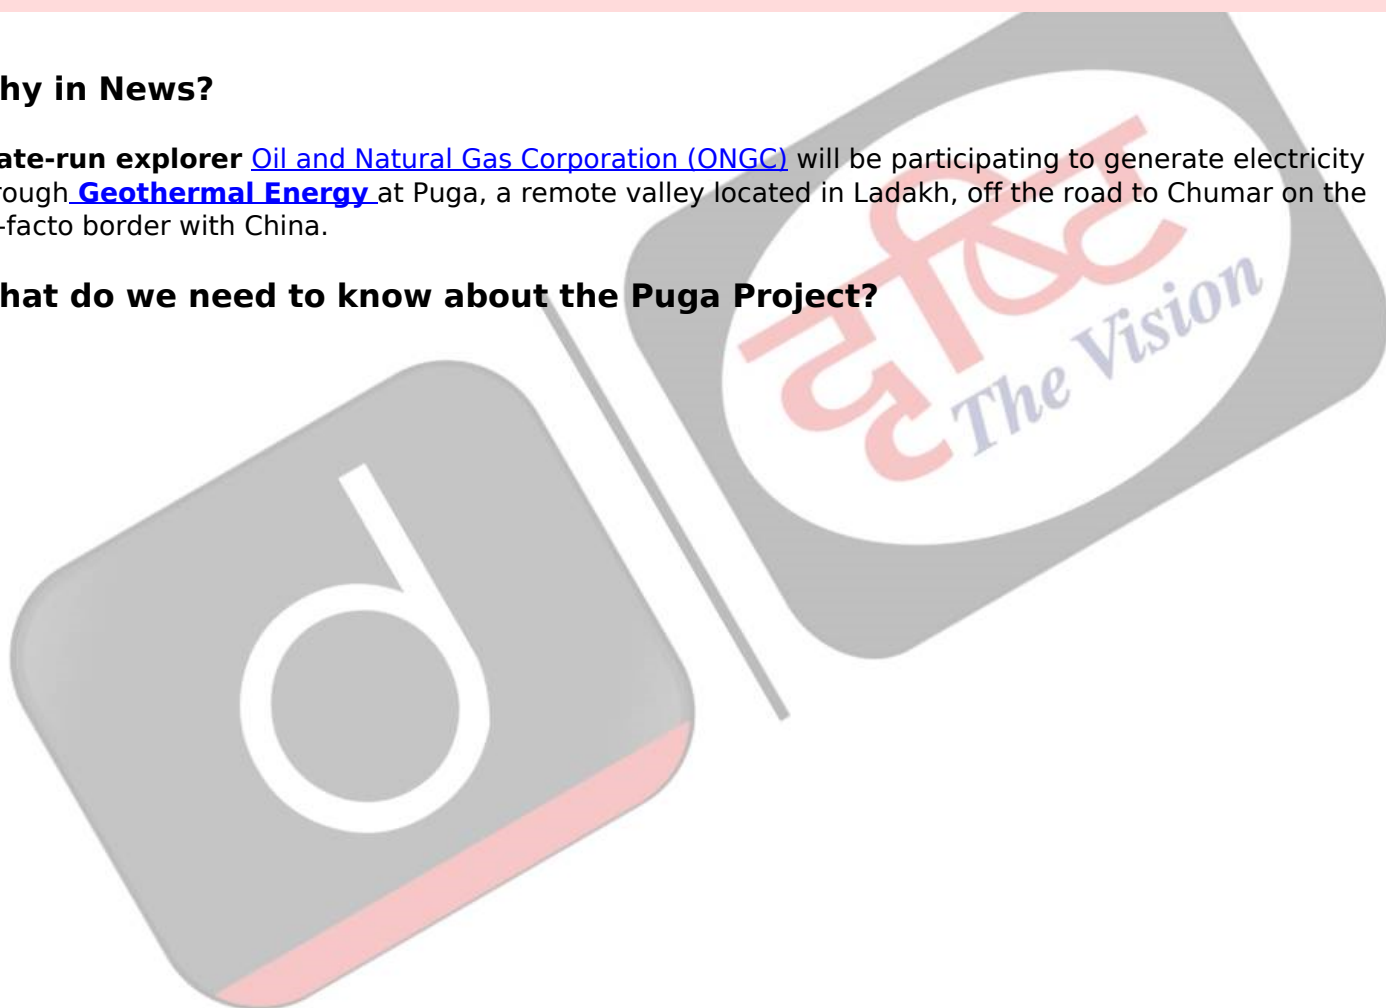 hy in News?
ate-run explorer Oil and Natural Gas Corporation (ONGC) will be participating to generate electricity
rough Geothermal Energy at Puga, a remote valley located in Ladakh, off the road to Chumar on the
-facto border with China.
hat do we need to know about the Puga Project?
दृष्टि
The Vision
d